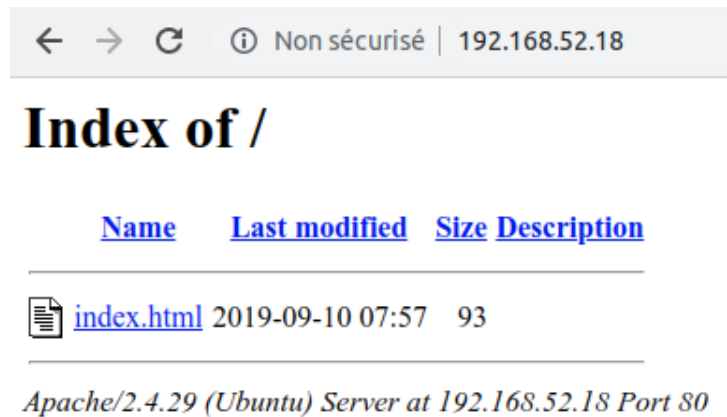 Non sécurisé | 192.168.52.18
Index of /
Name Last modified Size Description
index.html 2019-09-10 07:57 93
Apache/2.4.29 (Ubuntu) Server at 192.168.52.18 Port 80